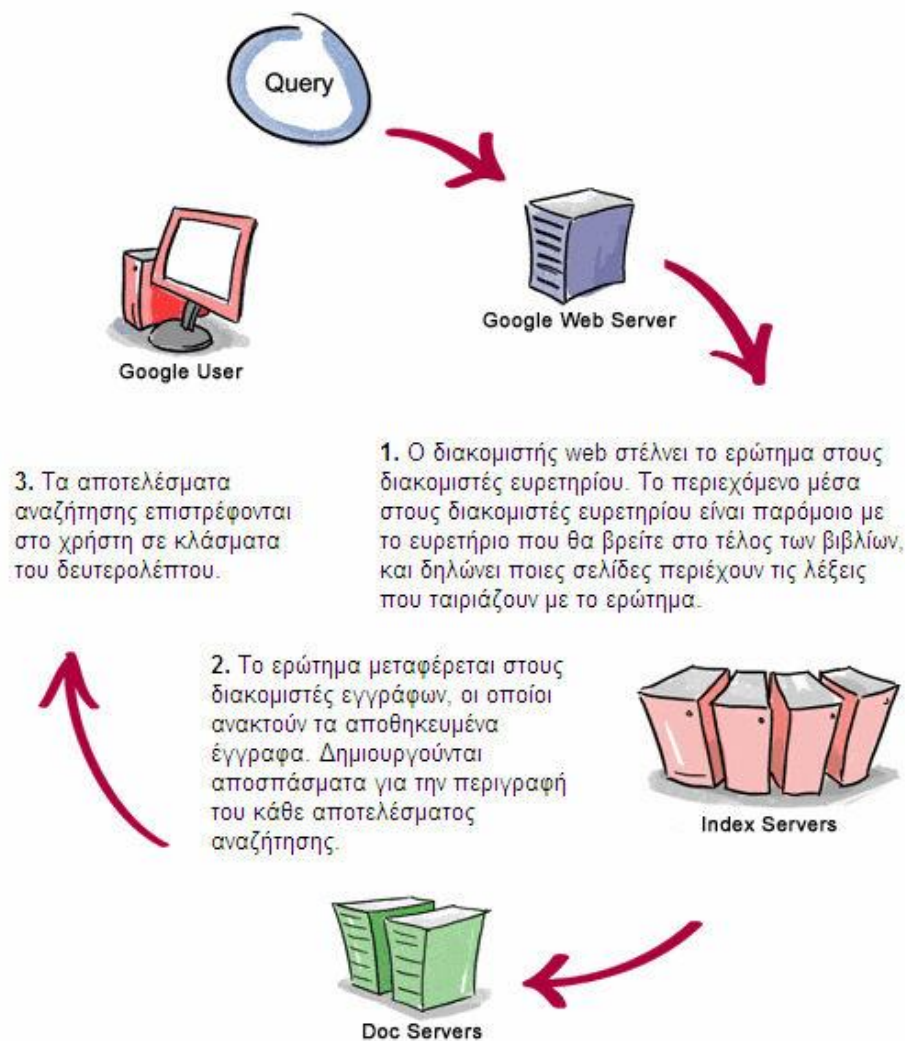 Query
Google Web Server
Google User
1. Ο διακομιστής web στέλνει το ερώτημα στους
διακομιστές ευρετηρίου. Το περιεχόμενο μέσα
στους διακομιστές ευρετηρίου είναι παρόμοιο με
το ευρετήριο που θα βρείτε στο τέλος των βιβλίων,
και δηλώνει ποιες σελίδες περιέχουν τις λέξεις
που ταιριάζουν με το ερώτημα.
Index Servers
2. Το ερώτημα μεταφέρεται στους
διακομιστές εγγράφων, οι οποίοι
ανακτούν τα αποθηκευμένα
έγγραφα. Δημιουργούνται
αποσπάσματα για την περιγραφή
του κάθε αποτελέσματος
αναζήτησης.
Doc Servers
3. Τα αποτελέσματα
αναζήτησης επιστρέφονται
στο χρήστη σε κλάσματα
του δευτερολέπτου.